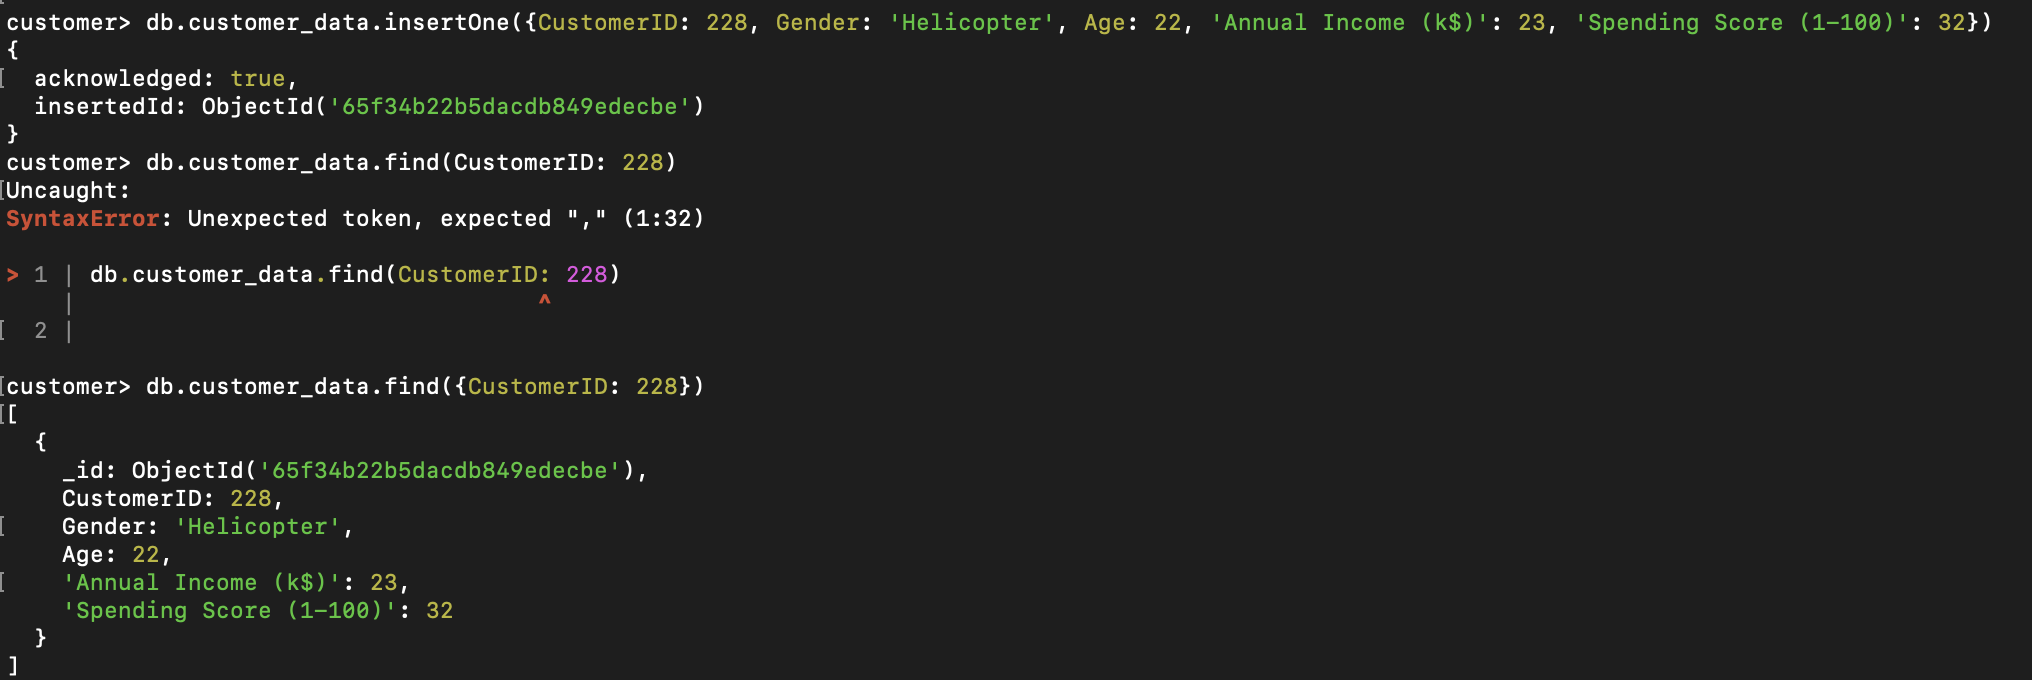 customer> db.customer_data.insertOne({CustomerID: 228, Gender: 'Helicopter', Age: 22, 'Annual Income (k$)': 23, 'Spending Score (1-100)': 32})
{
  acknowledged: true,
  insertedId: ObjectId('65f34b22b5dacdb849edecbe')
}
customer> db.customer_data.find(CustomerID: 228)
Uncaught:
SyntaxError: Unexpected token, expected "," (1:32)

> 1 | db.customer_data.find(CustomerID: 228)
    |                                 ^
  2 |

customer> db.customer_data.find({CustomerID: 228})
[
  {
    _id: ObjectId('65f34b22b5dacdb849edecbe'),
    CustomerID: 228,
    Gender: 'Helicopter',
    Age: 22,
    'Annual Income (k$)': 23,
    'Spending Score (1-100)': 32
  }
]